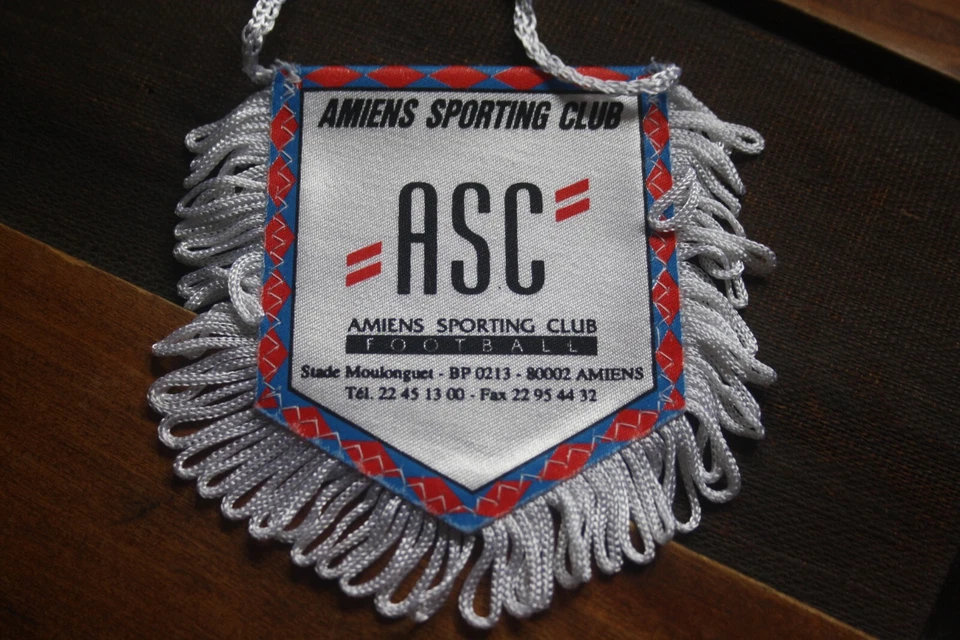 AMIENS SPORTING CLUB
ASC
AMIENS SPORTING CLUB
FOOTBALL
Stade Moulonguet - BP 0213 - 80002 AMIENS
Tél. 22 45 13 00 - Fax 22 95 44 32